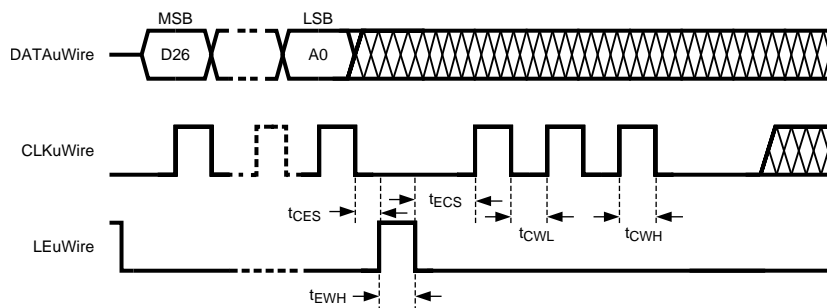 MSB
LSB
DATAuWire
D26
A0
CLKuWire
tECS
tCES
tCWL
tCWH
LEuWire
tEWH